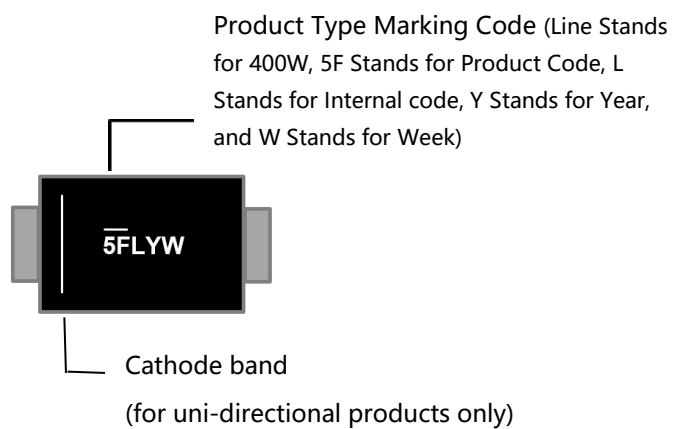 Product Type Marking Code (Line Stands
for 400W, 5F Stands for Product Code, L
Stands for Internal code, Y Stands for Year,
and W Stands for Week)
5FLYW
Cathode band
(for uni-directional products only)